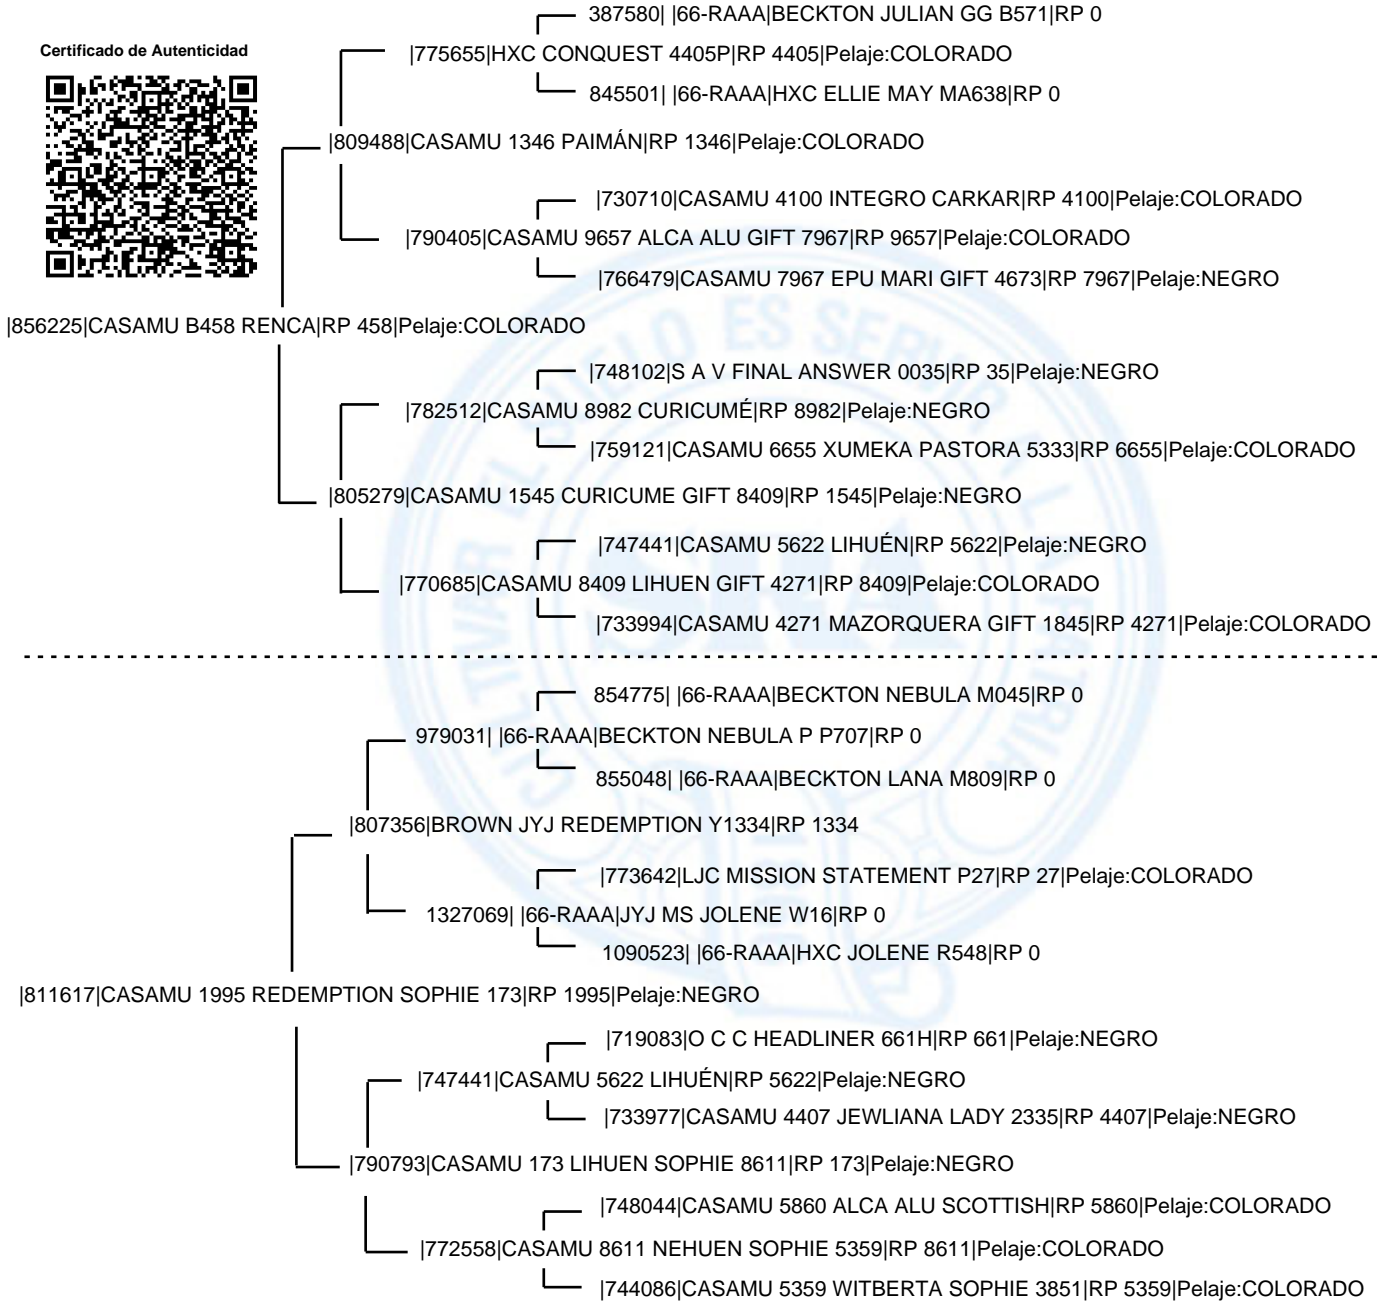 387580| |66-RAAA|BECKTON JULIAN GG B571|RP 0
Certificado de Autenticidad
|775655|HXC CONQUEST 4405P|RP 4405|Pelaje:COLORADO
845501| |66-RAAA|HXC ELLIE MAY MA638|RP 0
|809488|CASAMU 1346 PAIMÁN|RP 1346|Pelaje:COLORADO
|730710|CASAMU 4100 INTEGRO CARKAR|RP 4100|Pelaje:COLORADO
|790405|CASAMU 9657 ALCA ALU GIFT 7967|RP 9657|Pelaje:COLORADO
|766479|CASAMU 7967 EPU MARI GIFT 4673|RP 7967|Pelaje:NEGRO
|856225|CASAMU B458 RENCA|RP 458|Pelaje:COLORADO
|748102|S A V FINAL ANSWER 0035|RP 35|Pelaje:NEGRO
|782512|CASAMU 8982 CURICUMÉ|RP 8982|Pelaje:NEGRO
|759121|CASAMU 6655 XUMEKA PASTORA 5333|RP 6655|Pelaje:COLORADO
|805279|CASAMU 1545 CURICUME GIFT 8409|RP 1545|Pelaje:NEGRO
|747441|CASAMU 5622 LIHUÉN|RP 5622|Pelaje:NEGRO
|770685|CASAMU 8409 LIHUEN GIFT 4271|RP 8409|Pelaje:COLORADO
|733994|CASAMU 4271 MAZORQUERA GIFT 1845|RP 4271|Pelaje:COLORADO
854775| |66-RAAA|BECKTON NEBULA M045|RP 0
979031| |66-RAAA|BECKTON NEBULA P P707|RP 0
855048| |66-RAAA|BECKTON LANA M809|RP 0
|807356|BROWN JYJ REDEMPTION Y1334|RP 1334
|773642|LJC MISSION STATEMENT P27|RP 27|Pelaje:COLORADO
1327069| |66-RAAA|JYJ MS JOLENE W16|RP 0
1090523| |66-RAAA|HXC JOLENE R548|RP 0
|811617|CASAMU 1995 REDEMPTION SOPHIE 173|RP 1995|Pelaje:NEGRO
|719083|O C C HEADLINER 661H|RP 661|Pelaje:NEGRO
|747441|CASAMU 5622 LIHUÉN|RP 5622|Pelaje:NEGRO
|733977|CASAMU 4407 JEWLIANA LADY 2335|RP 4407|Pelaje:NEGRO
|790793|CASAMU 173 LIHUEN SOPHIE 8611|RP 173|Pelaje:NEGRO
|748044|CASAMU 5860 ALCA ALU SCOTTISH|RP 5860|Pelaje:COLORADO
|772558|CASAMU 8611 NEHUEN SOPHIE 5359|RP 8611|Pelaje:COLORADO
|744086|CASAMU 5359 WITBERTA SOPHIE 3851|RP 5359|Pelaje:COLORADO
CULTIVAR EL SUELO ES SERVIR A LA PATRIA
SRA
1866